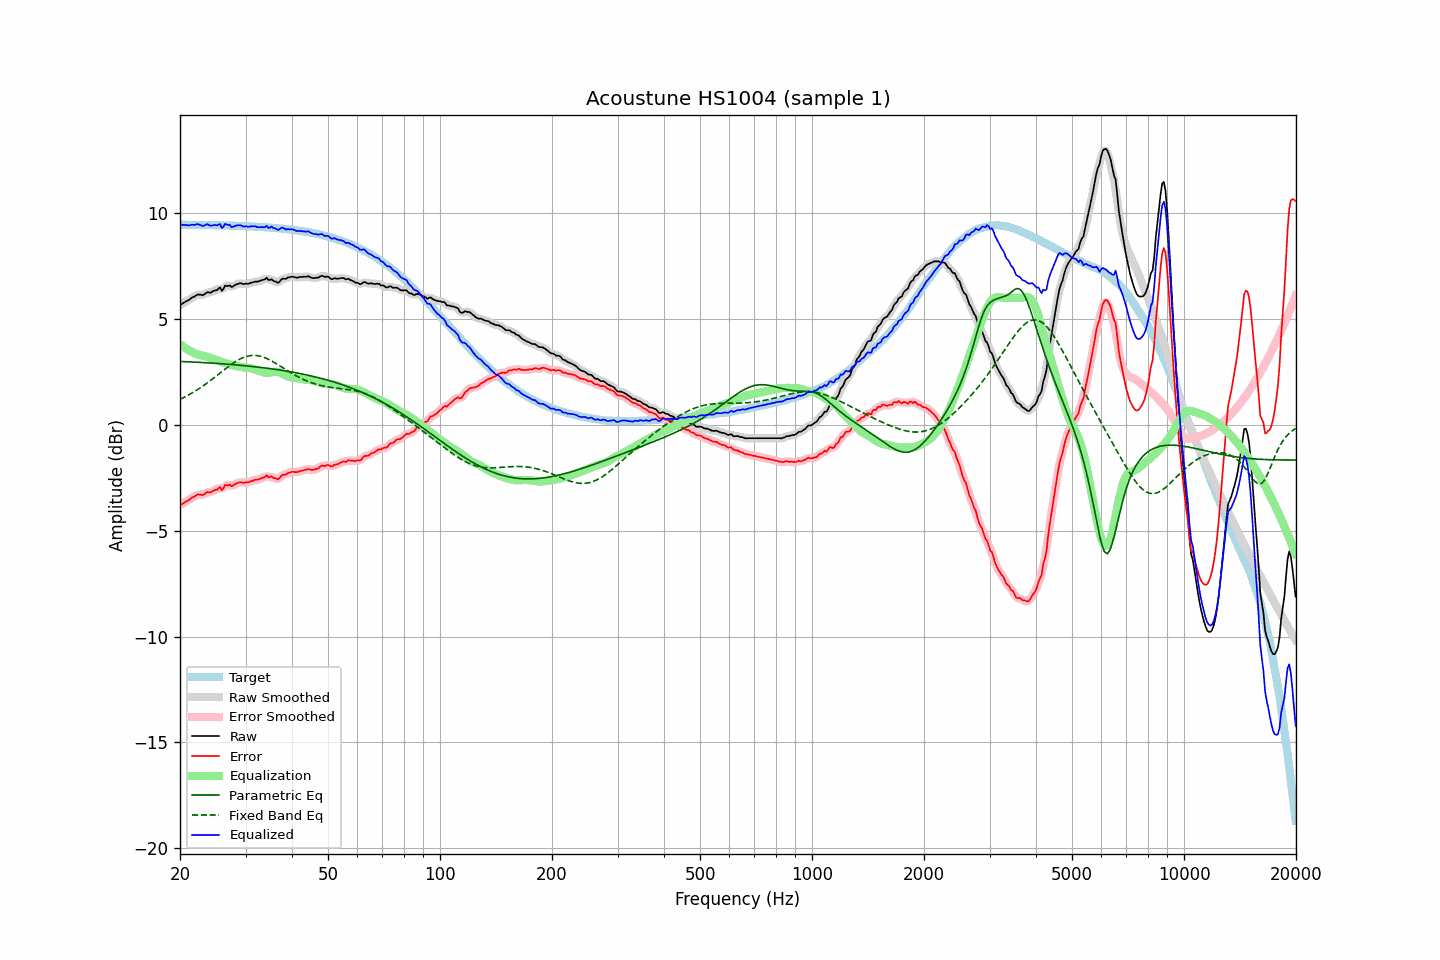 Acoustune HS1004 (sample 1)
Amplitude (dBr)
10
5
0
−5
−10
−15
−20
Target
Raw Smoothed
Error Smoothed
Raw
Error
Equalization
Parametric Eq
Fixed Band Eq
Equalized
20 50 100 200 500 1000 2000 5000 10000 20000
Frequency (Hz)